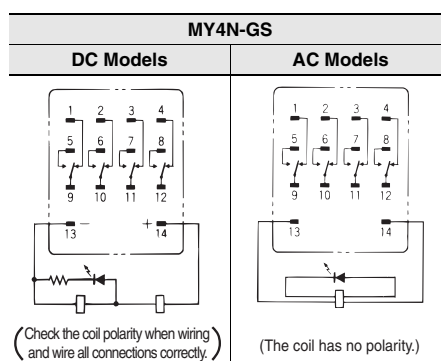 MY4N-GS
DC Models
AC Models
1 2 3 4
5 6 7 8
9 10 11 12
− +
13 14
(Check the coil polarity when wiring
and wire all connections correctly.)
1 2 3 4
5 6 7 8
9 10 11 12
13 14
(The coil has no polarity.)